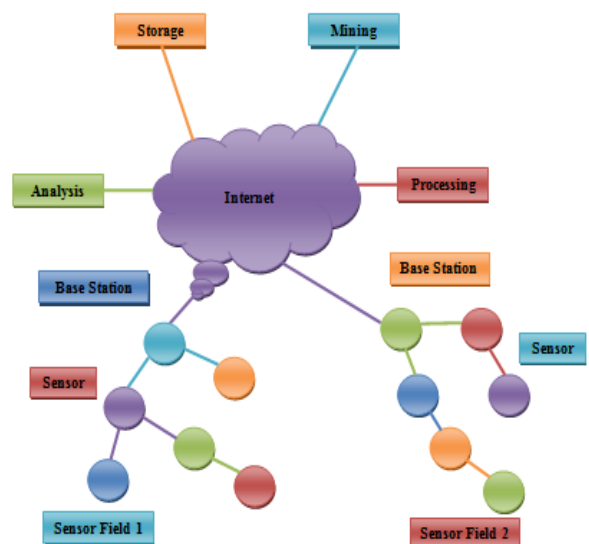 Storage
Mining
Analysis
Internet
Processing
Base Station
Base Station
Sensor
Sensor
Sensor Field 1
Sensor Field 2